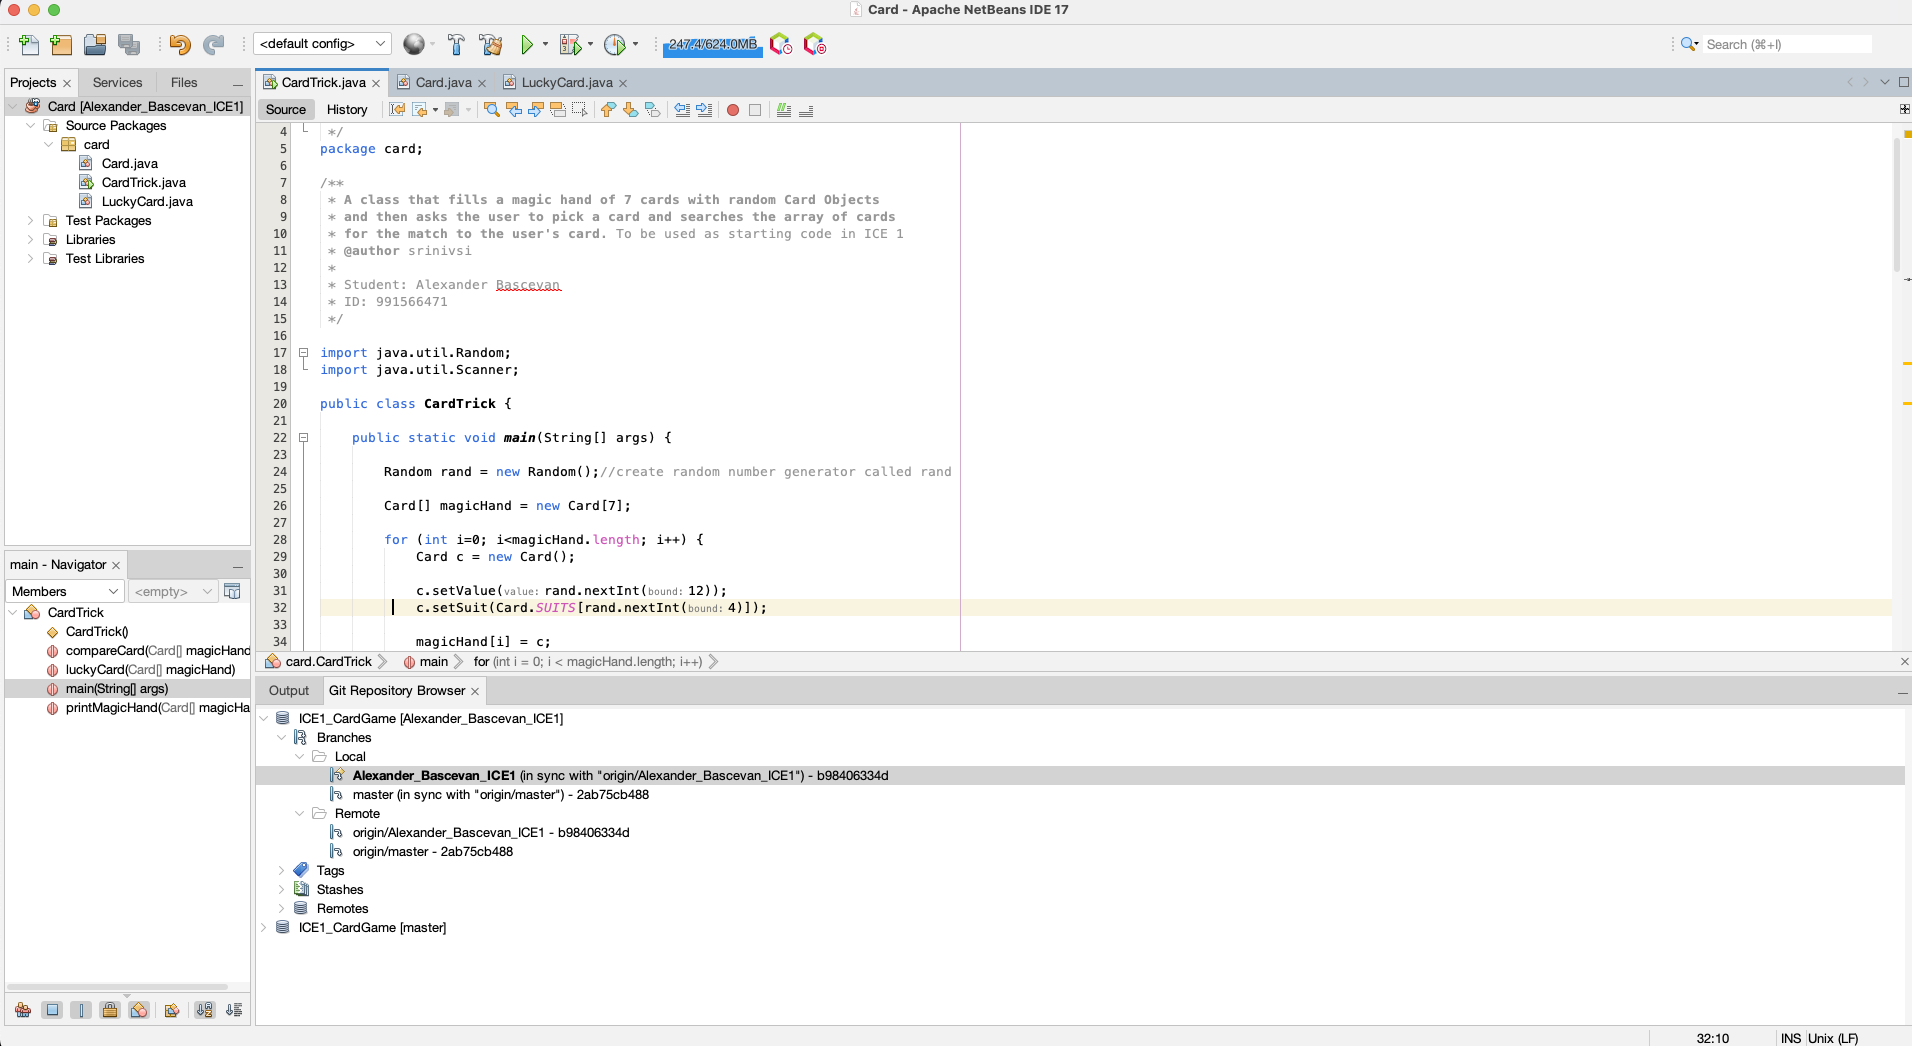 Card - Apache NetBeans IDE 17
<default config>
247.4/624.0MB
Search (⌘+I)
Projects
Services
Files
Card [Alexander_Bascevan_ICE1]
Source Packages
card
Card.java
CardTrick.java
LuckyCard.java
Test Packages
Libraries
Test Libraries
main - Navigator
Members
<empty>
CardTrick
CardTrick()
compareCard(Card[] magicHand
luckyCard(Card[] magicHand)
main(String[] args)
printMagicHand(Card[] magicHa
CardTrick.java
Card.java
LuckyCard.java
Source
History
4 */
5 package card;
6
7 /**
8 * A class that fills a magic hand of 7 cards with random Card Objects
9 * and then asks the user to pick a card and searches the array of cards
10 * for the match to the user's card. To be used as starting code in ICE 1
11 * @author srinivsi
12 *
13 * Student: Alexander Bascevan
14 * ID: 991566471
15 */
16
17 import java.util.Random;
18 import java.util.Scanner;
19
20 public class CardTrick {
21
22 public static void main(String[] args) {
23
24 Random rand = new Random();//create random number generator called rand
25
26 Card[] magicHand = new Card[7];
27
28 for (int i=0; i<magicHand.length; i++) {
29 Card c = new Card();
30
31 c.setValue(value: rand.nextInt(bound: 12));
32 c.setSuit(Card.SUITS[rand.nextInt(bound: 4)]);
33
34 magicHand[i] = c;
card.CardTrick
main
for (int i = 0; i < magicHand.length; i++)
Output
Git Repository Browser
ICE1_CardGame [Alexander_Bascevan_ICE1]
Branches
Local
Alexander_Bascevan_ICE1 (in sync with "origin/Alexander_Bascevan_ICE1") - b98406334d
master (in sync with "origin/master") - 2ab75cb488
Remote
origin/Alexander_Bascevan_ICE1 - b98406334d
origin/master - 2ab75cb488
Tags
Stashes
Remotes
ICE1_CardGame [master]
32:10
INS
Unix (LF)